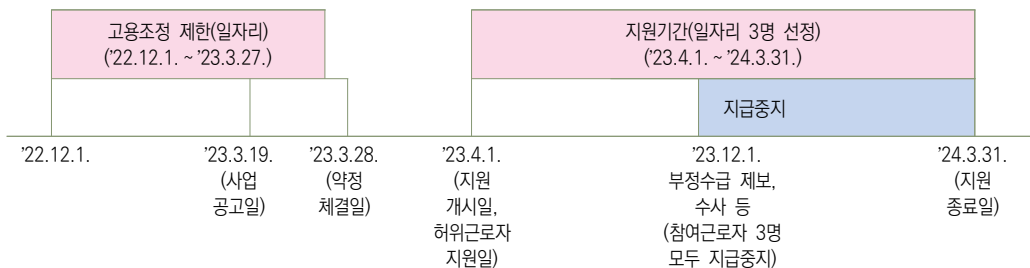 고용조정 제한(일자리)
('22.12.1. ~ '23.3.27.)
지원기간(일자리 3명 선정)
('23.4.1. ~ '24.3.31.)
지급중지
'22.12.1.
'23.3.19.
(사업
공고일)
'23.3.28.
(약정
체결일)
'23.4.1.
(지원
개시일,
허위근로자
지원일)
'23.12.1.
부정수급 제보,
수사 등
(참여근로자 3명
모두 지급중지)
'24.3.31.
(지원
종료일)